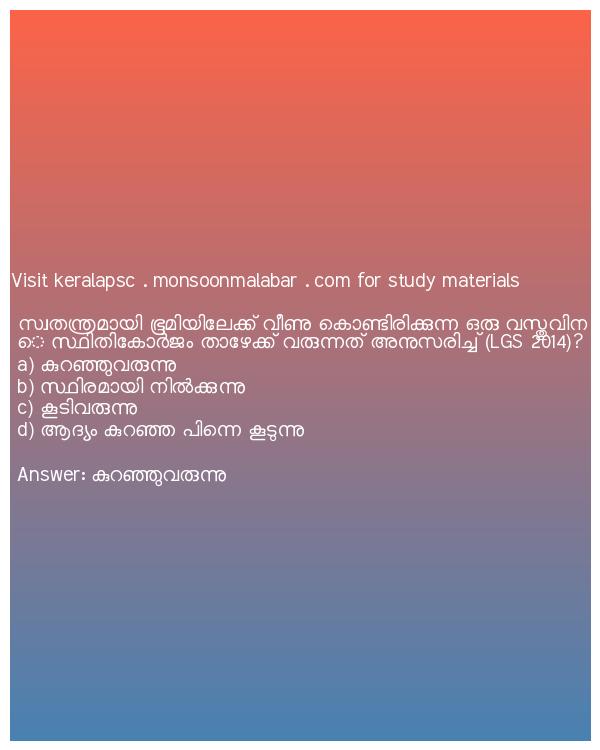 Visit keralapsc . monsoonmalabar . com for study materials
സ്വതന്ത്രമായി ഭൂമിയിലേക്ക് വീണു കൊണ്ടിരിക്കുന്ന ഒരു വസ്തുവിന
െ സ്ഥിതികോർജം താഴേക്ക് വരുന്നത് അനുസരിച്ച് (LGS 2014)?
a) കുറഞ്ഞുവരുന്നു
b) സ്ഥിരമായി നിൽക്കുന്നു
c) കൂടിവരുന്നു
d) ആദ്യം കുറഞ്ഞ പിന്നെ കൂടുന്നു
Answer: കുറഞ്ഞുവരുന്നു